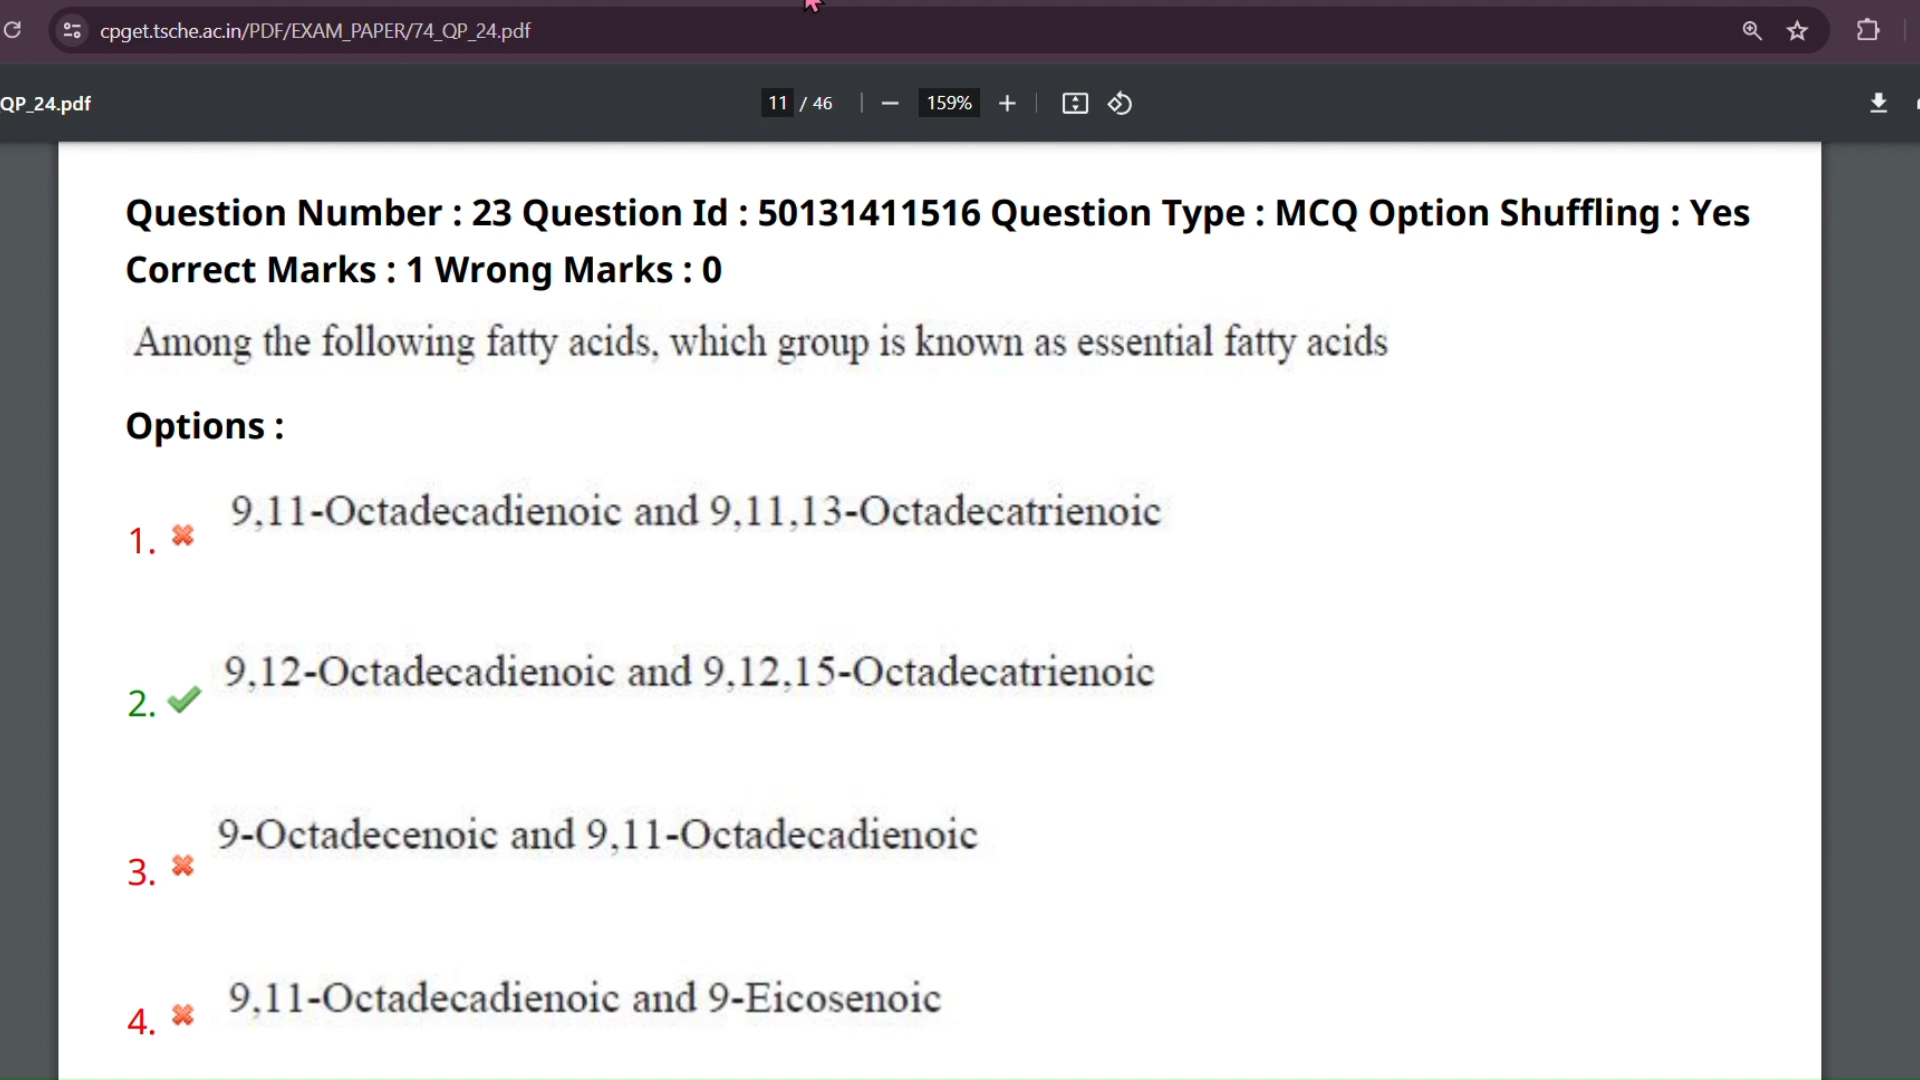 cpget.tsche.ac.in/PDF/EXAM_PAPER/74_QP_24.pdf
QP_24.pdf
11 / 46
159%
Question Number : 23 Question Id : 50131411516 Question Type : MCQ Option Shuffling : Yes
Correct Marks : 1 Wrong Marks : 0
Among the following fatty acids, which group is known as essential fatty acids
Options :
1. 9,11-Octadecadienoic and 9,11,13-Octadecatrienoic
2. 9,12-Octadecadienoic and 9,12,15-Octadecatrienoic
3. 9-Octadecenoic and 9,11-Octadecadienoic
4. 9,11-Octadecadienoic and 9-Eicosenoic